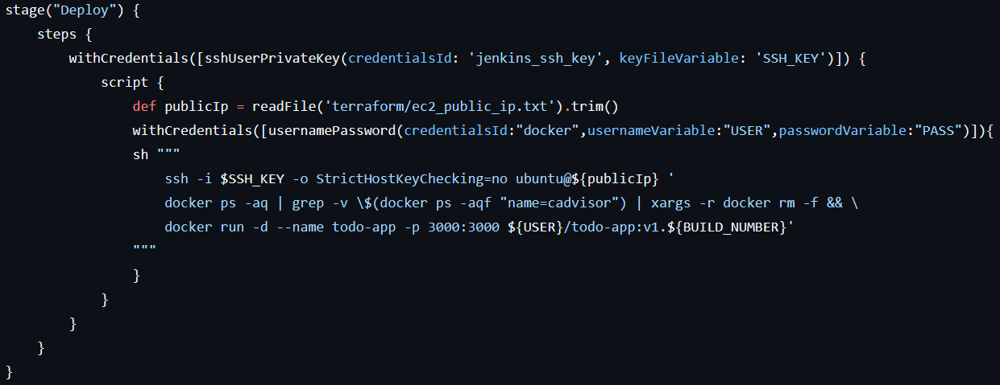 stage("Deploy") {
    steps {
        withCredentials([sshUserPrivateKey(credentialsId: 'jenkins_ssh_key', keyFileVariable: 'SSH_KEY')]) {
            script {
                def publicIp = readFile('terraform/ec2_public_ip.txt').trim()
                withCredentials([usernamePassword(credentialsId:"docker",usernameVariable:"USER",passwordVariable:"PASS")]){
                sh """
                    ssh -i $SSH_KEY -o StrictHostKeyChecking=no ubuntu@${publicIp} '
                    docker ps -aq | grep -v \$(docker ps -aqf "name=cadvisor") | xargs -r docker rm -f && \
                    docker run -d --name todo-app -p 3000:3000 ${USER}/todo-app:v1.${BUILD_NUMBER}'
                """
                }
            }
        }
    }
}